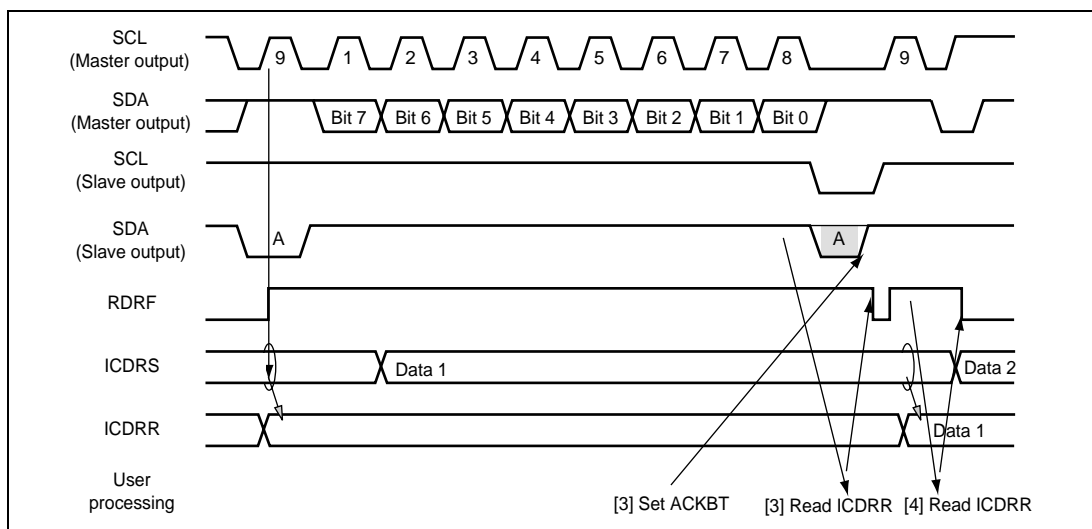 SCL
(Master output)
9 1 2 3 4 5 6 7 8 9
SDA
(Master output)
Bit 7 Bit 6 Bit 5 Bit 4 Bit 3 Bit 2 Bit 1 Bit 0
SCL
(Slave output)
SDA
(Slave output)
A A
RDRF
ICDRS
Data 1 Data 2
ICDRR
Data 1
User
processing
[3] Set ACKBT [3] Read ICDRR [4] Read ICDRR